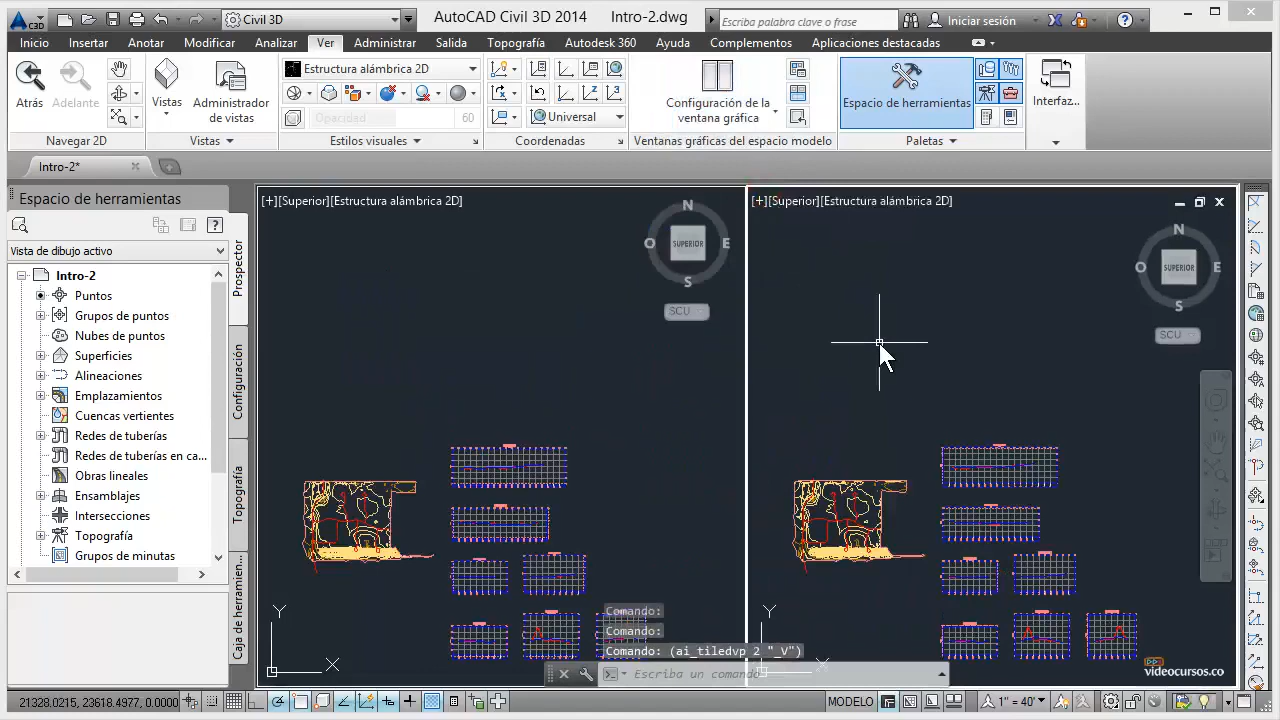 C3D
Civil 3D
AutoCAD Civil 3D 2014 Intro-2.dwg
Escriba palabra clave o frase
Iniciar sesión
Inicio Insertar Anotar Modificar Analizar Ver Administrar Salida Topografía Autodesk 360 Ayuda Complementos Aplicaciones destacadas
Atrás
Adelante
Navegar 2D
Vistas
Administrador
de vistas
Vistas
Estructura alámbrica 2D
Opacidad 60
Estilos visuales
Universal
Coordenadas
Configuración de la
ventana gráfica
Ventanas gráficas del espacio modelo
Espacio de herramientas
Paletas
Interfaz...
Intro-2*
Espacio de herramientas
Vista de dibujo activo
Intro-2
Puntos
Grupos de puntos
Nubes de puntos
Superficies
Alineaciones
Emplazamientos
Cuencas vertientes
Redes de tuberías
Redes de tuberías en ca...
Obras lineales
Ensamblajes
Intersecciones
Topografía
Grupos de minutas
Prospector
Configuración
Topografía
Caja de herramien...
[+][Superior][Estructura alámbrica 2D]
N
O SUPERIOR E
S
SCU
Y
X
[+][Superior][Estructura alámbrica 2D]
N
O SUPERIOR E
S
SCU
Y
X
Comando:
Comando:
Comando: (ai_tiledvp 2 "_V")
Escriba un comando
videocursos.co
21328.0215, 23618.4977, 0.0000
MODELO
1" = 40'